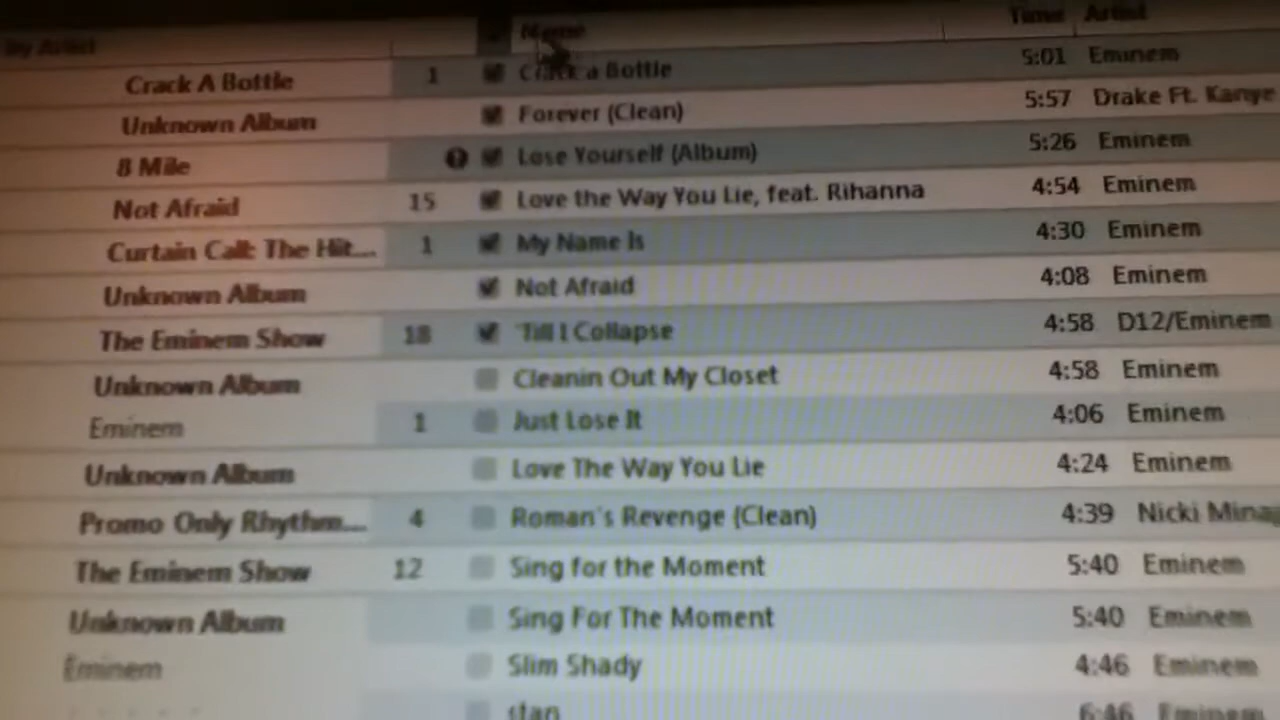 by Artist Name Time Artist
Crack A Bottle 1 Crack a Bottle 5:01 Eminem
Unknown Album Forever (Clean) 5:57 Drake Ft. Kanye
8 Mile Lose Yourself (Album) 5:26 Eminem
Not Afraid 15 Love the Way You Lie, feat. Rihanna 4:54 Eminem
Curtain Call: The Hit... 1 My Name Is 4:30 Eminem
Unknown Album Not Afraid 4:08 Eminem
The Eminem Show 18 'Till I Collapse 4:58 D12/Eminem
Unknown Album Cleanin Out My Closet 4:58 Eminem
Eminem 1 Just Lose It 4:06 Eminem
Unknown Album Love The Way You Lie 4:24 Eminem
Promo Only Rhythm... 4 Roman's Revenge (Clean) 4:39 Nicki Minaj
The Eminem Show 12 Sing for the Moment 5:40 Eminem
Unknown Album Sing For The Moment 5:40 Eminem
Eminem Slim Shady 4:46 Eminem
stan 6:46 Eminem